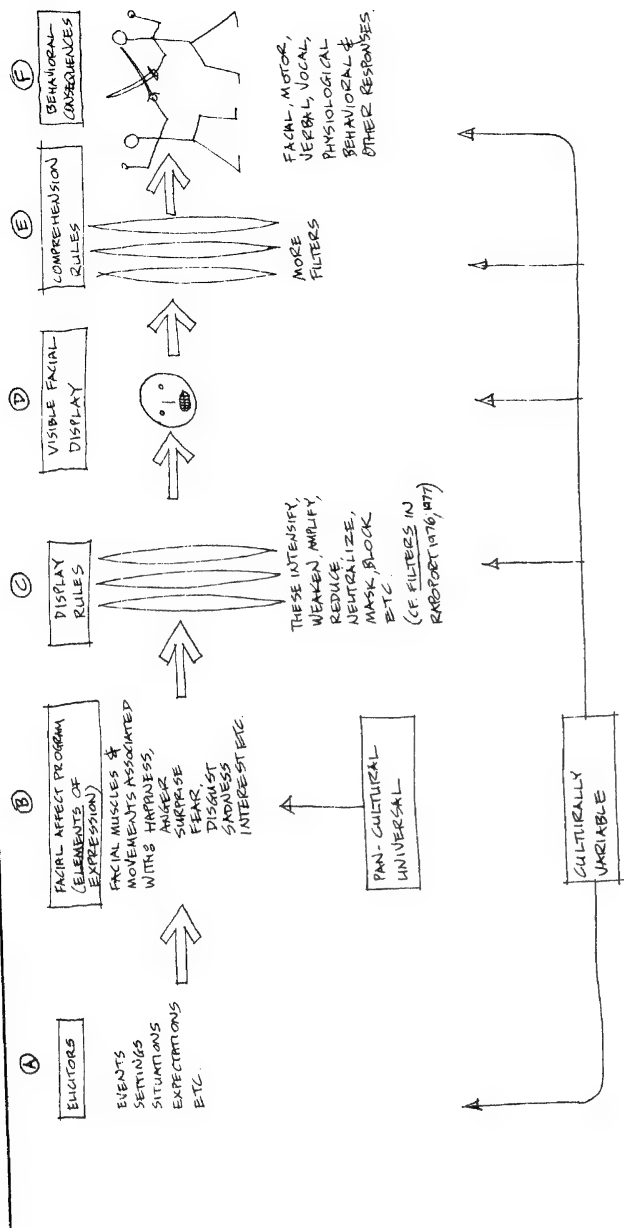 A
ELICITORS
EVENTS
SETTINGS
SITUATIONS
EXPECTATIONS
ETC.
B
FACIAL AFFECT PROGRAM
(ELEMENTS OF
EXPRESSION)
FACIAL MUSCLES &
MOVEMENTS ASSOCIATED
WITH: HAPPINESS,
ANGER
SURPRISE
FEAR
DISGUST
SADNESS
INTEREST ETC.
PAN-CULTURAL
UNIVERSAL
C
DISPLAY
RULES
THESE INTENSIFY,
WEAKEN, AMPLIFY,
REDUCE,
NEUTRALIZE,
MASK, BLOCK
ETC.
(CF. FILTERS IN
RAPOPORT 1976, 1977)
D
VISIBLE FACIAL
DISPLAY
E
COMPREHENSION
RULES
MORE
FILTERS
F
BEHAVIORAL
CONSEQUENCES
FACIAL, MOTOR,
VERBAL, VOCAL,
PHYSIOLOGICAL
BEHAVIORAL &
OTHER RESPONSES.
CULTURALLY
VARIABLE